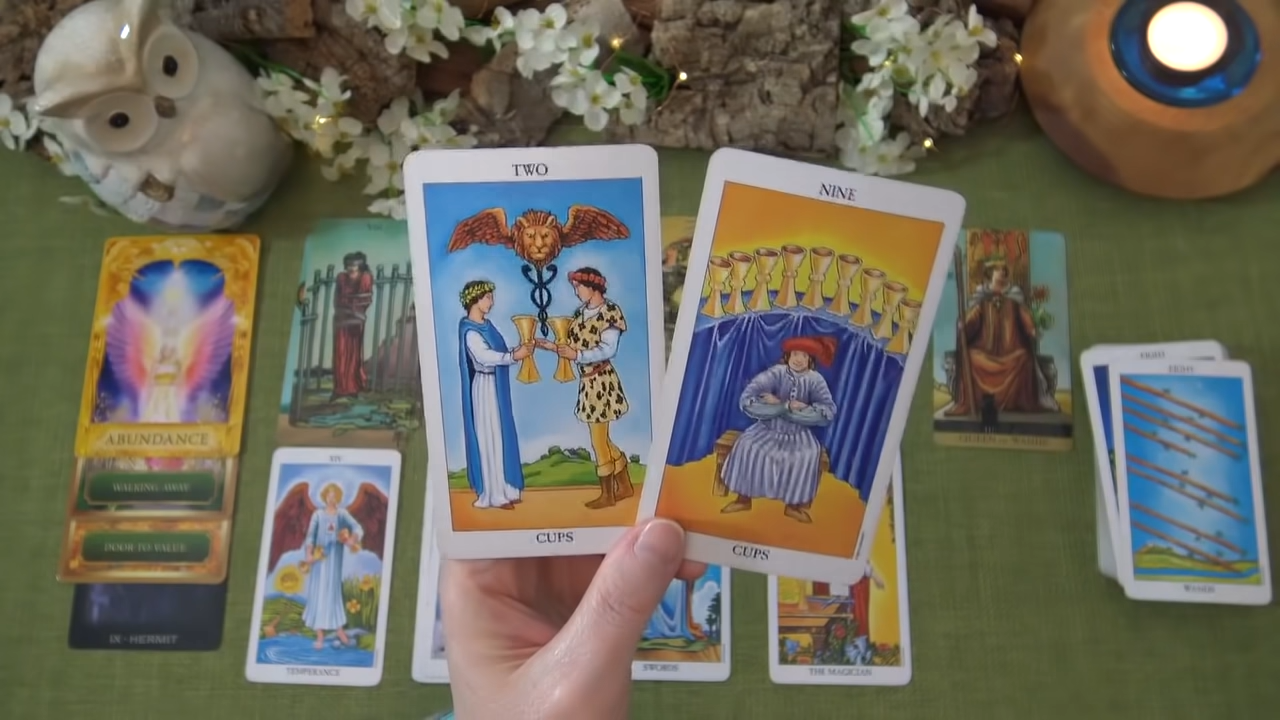 TWO
CUPS
NINE
CUPS
ABUNDANCE
WALKING AWAY
DOOR TO VALUE
IX-HERMIT
XIV
TEMPERANCE
SWORDS
THE MAGICIAN
QUEEN OF WANDS
EIGHT
EIGHT
WANDS